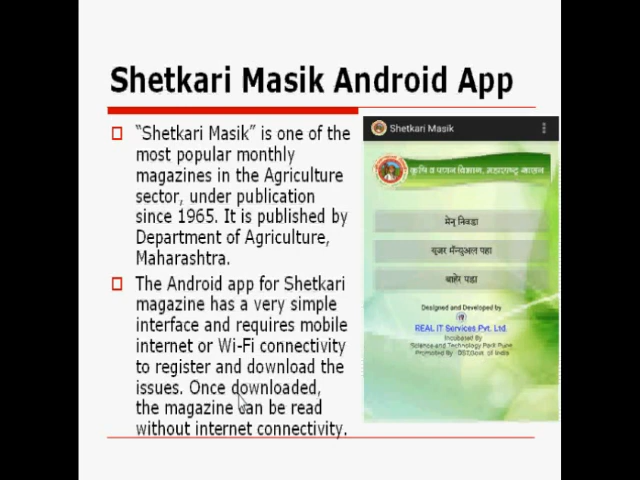 Shetkari Masik Android App
"Shetkari Masik" is one of the
most popular monthly
magazines in the Agriculture
sector, under publication
since 1965. It is published by
Department of Agriculture,
Maharashtra.
The Android app for Shetkari
magazine has a very simple
interface and requires mobile
internet or Wi-Fi connectivity
to register and download the
issues. Once downloaded,
the magazine can be read
without internet connectivity.
Shetkari Masik
कृषि व पणन विभाग, महाराष्ट्र शासन
मेनू निवडा
यूजर मॅन्युअल पहा
बाहेर पडा
Designed and Developed by
REAL IT Services Pvt. Ltd.
Incubated By
Science and Technology Park Pune
Promoted By : DST,Govt. of India